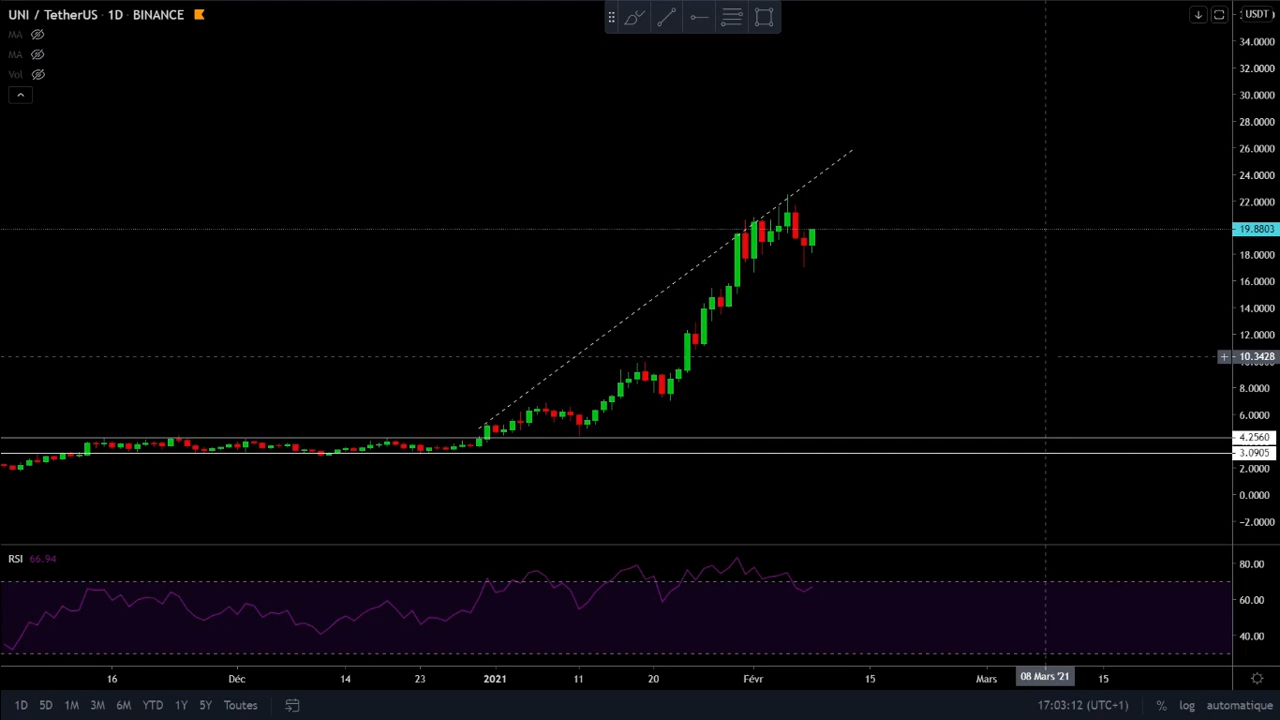 UNI / TetherUS · 1D · BINANCE
MA
MA
Vol
USDT
34.0000
32.0000
30.0000
28.0000
26.0000
24.0000
22.0000
19.8803
18.0000
16.0000
14.0000
12.0000
10.3428
8.0000
6.0000
4.2560
3.0905
2.0000
0.0000
−2.0000
RSI 66.94
80.00
60.00
40.00
16 Déc 14 23 2021 11 20 Févr 15 Mars 08 Mars '21 15
1D 5D 1M 3M 6M YTD 1Y 5Y Toutes 17:03:12 (UTC+1) % log automatique